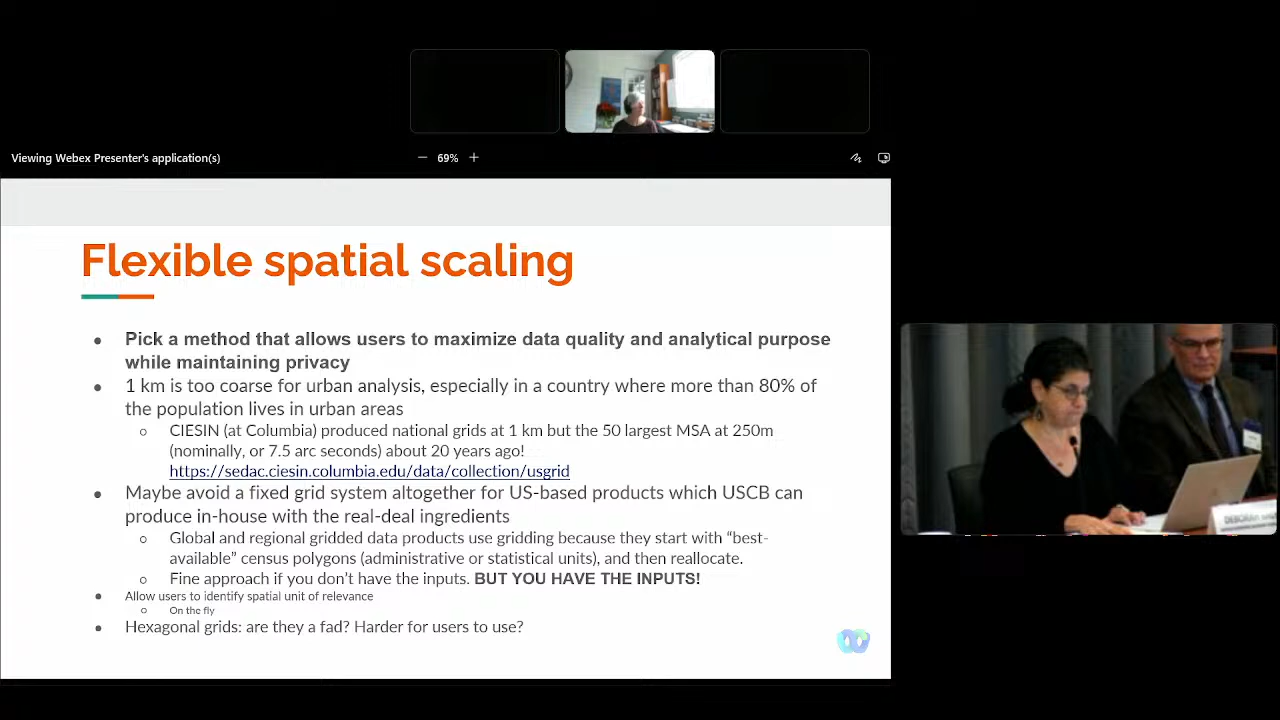 Viewing Webex Presenter's application(s)
69%
Flexible spatial scaling
Pick a method that allows users to maximize data quality and analytical purpose
while maintaining privacy
1 km is too coarse for urban analysis, especially in a country where more than 80% of
the population lives in urban areas
CIESIN (at Columbia) produced national grids at 1 km but the 50 largest MSA at 250m
(nominally, or 7.5 arc seconds) about 20 years ago!
https://sedac.ciesin.columbia.edu/data/collection/usgrid
Maybe avoid a fixed grid system altogether for US-based products which USCB can
produce in-house with the real-deal ingredients
Global and regional gridded data products use gridding because they start with “best-
available” census polygons (administrative or statistical units), and then reallocate.
Fine approach if you don’t have the inputs. BUT YOU HAVE THE INPUTS!
Allow users to identify spatial unit of relevance
On the fly
Hexagonal grids: are they a fad? Harder for users to use?
DEBORAH